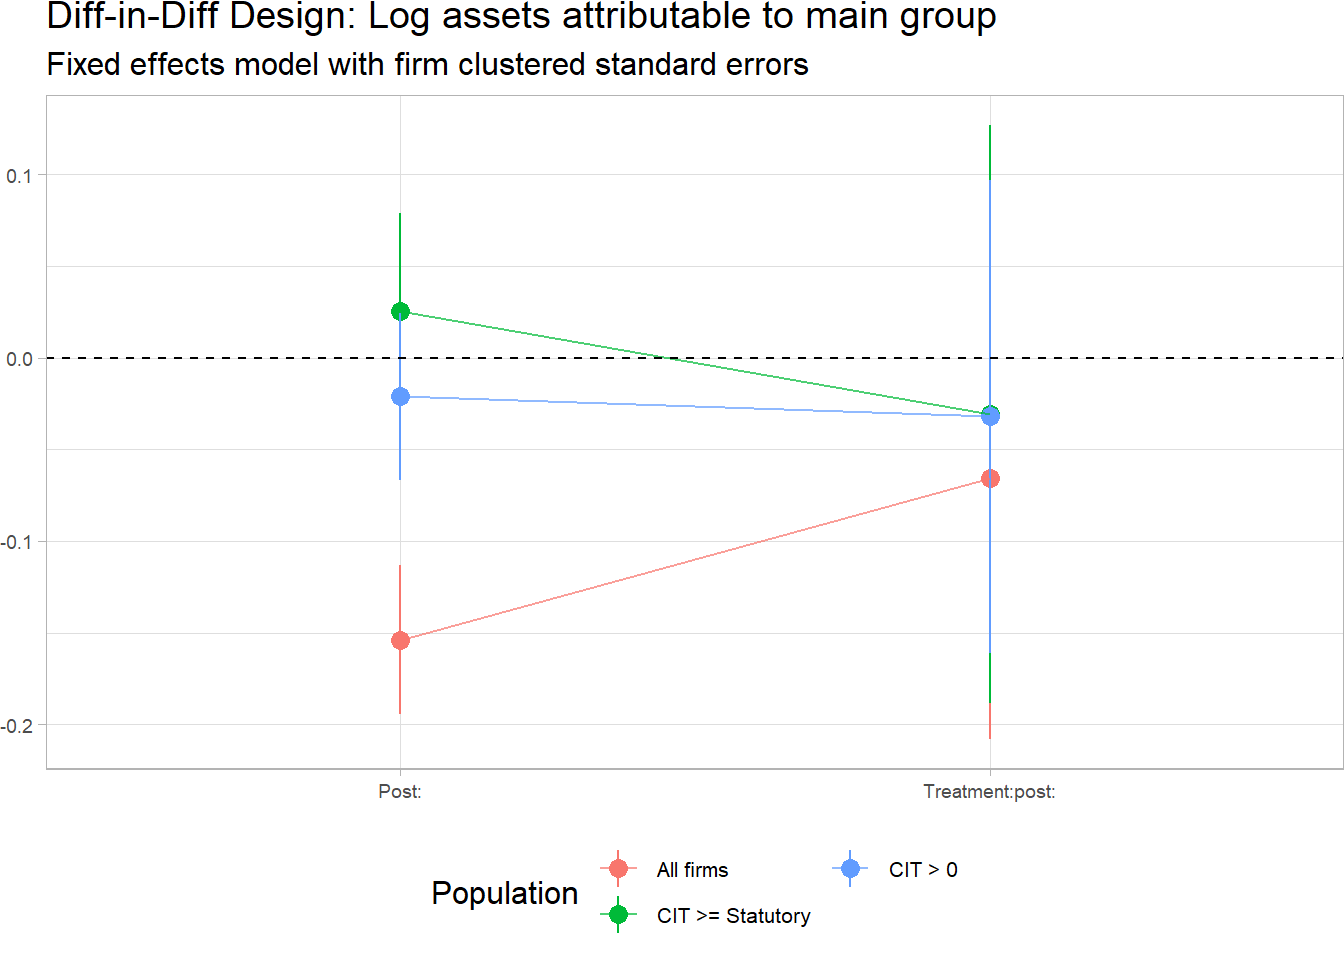 Diff-in-Diff Design: Log assets attributable to main group
Fixed effects model with firm clustered standard errors
0.1
0.0
-0.1
-0.2
Post:
Treatment:post:
Population
All firms
CIT > 0
CIT >= Statutory